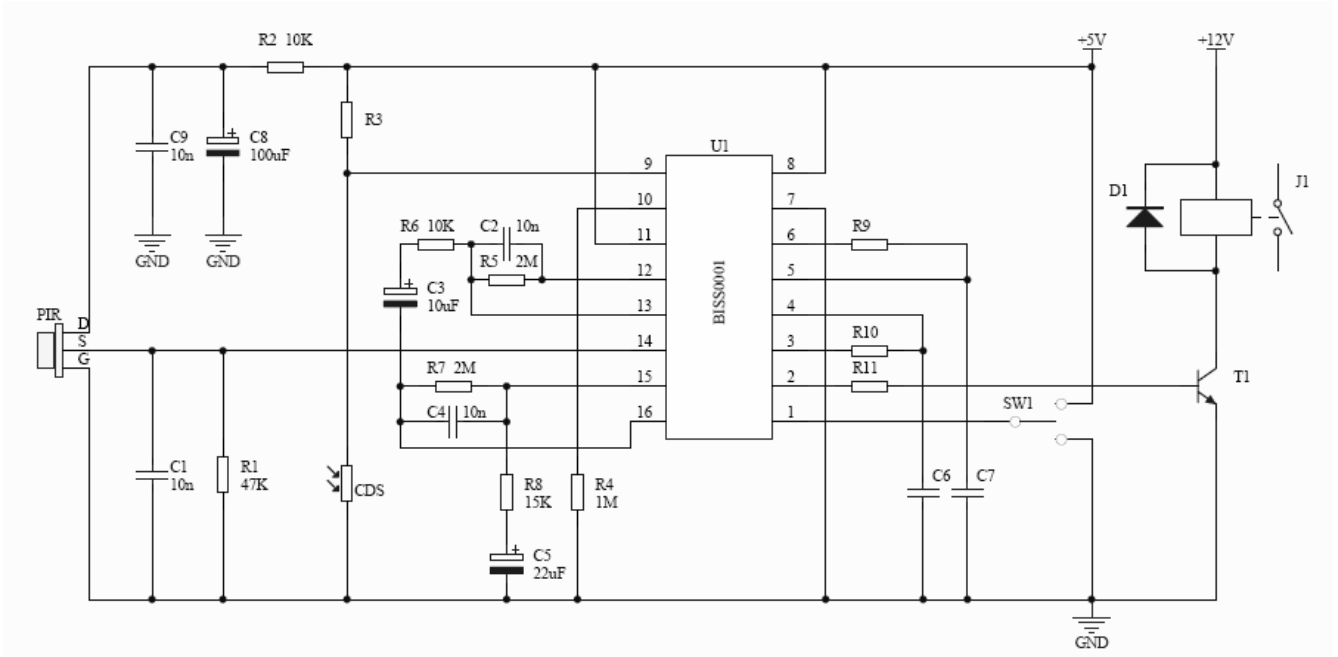 R2 10K
+5V
+12V
R3
C9
10n
C8
100uF
U1
9
8
D1
J1
10
7
R6 10K
C2
10n
R9
11
6
GND
GND
R5
2M
12
5
C3
10uF
BISS0001
13
4
PIR
D
S
G
14
3
R10
R7 2M
15
2
R11
T1
C4
10n
16
1
SW1
C1
10n
R1
47K
CDS
R8
15K
R4
1M
C6
C7
C5
22uF
GND